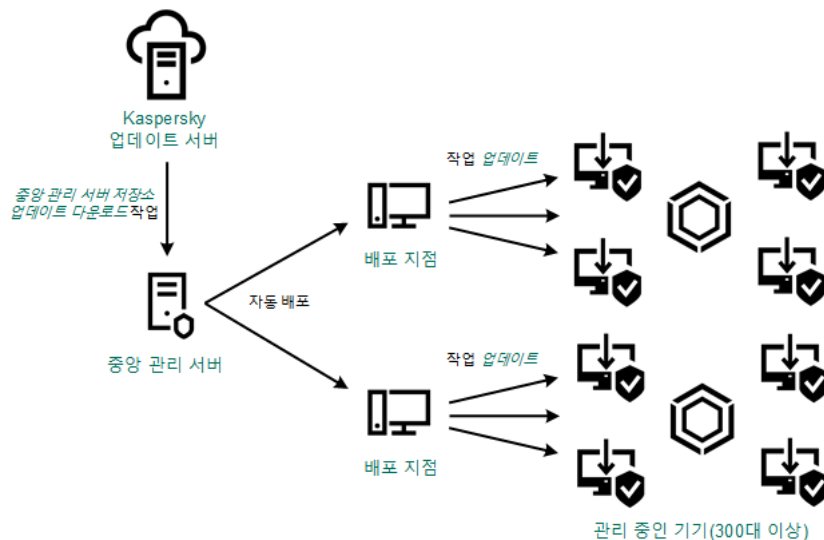 Kaspersky
업데이트 서버
중앙 관리 서버 저장소
업데이트 다운로드작업
중앙 관리 서버
자동 배포
배포 지점
작업 업데이트
배포 지점
작업 업데이트
관리 중인 기기(300대 이상)